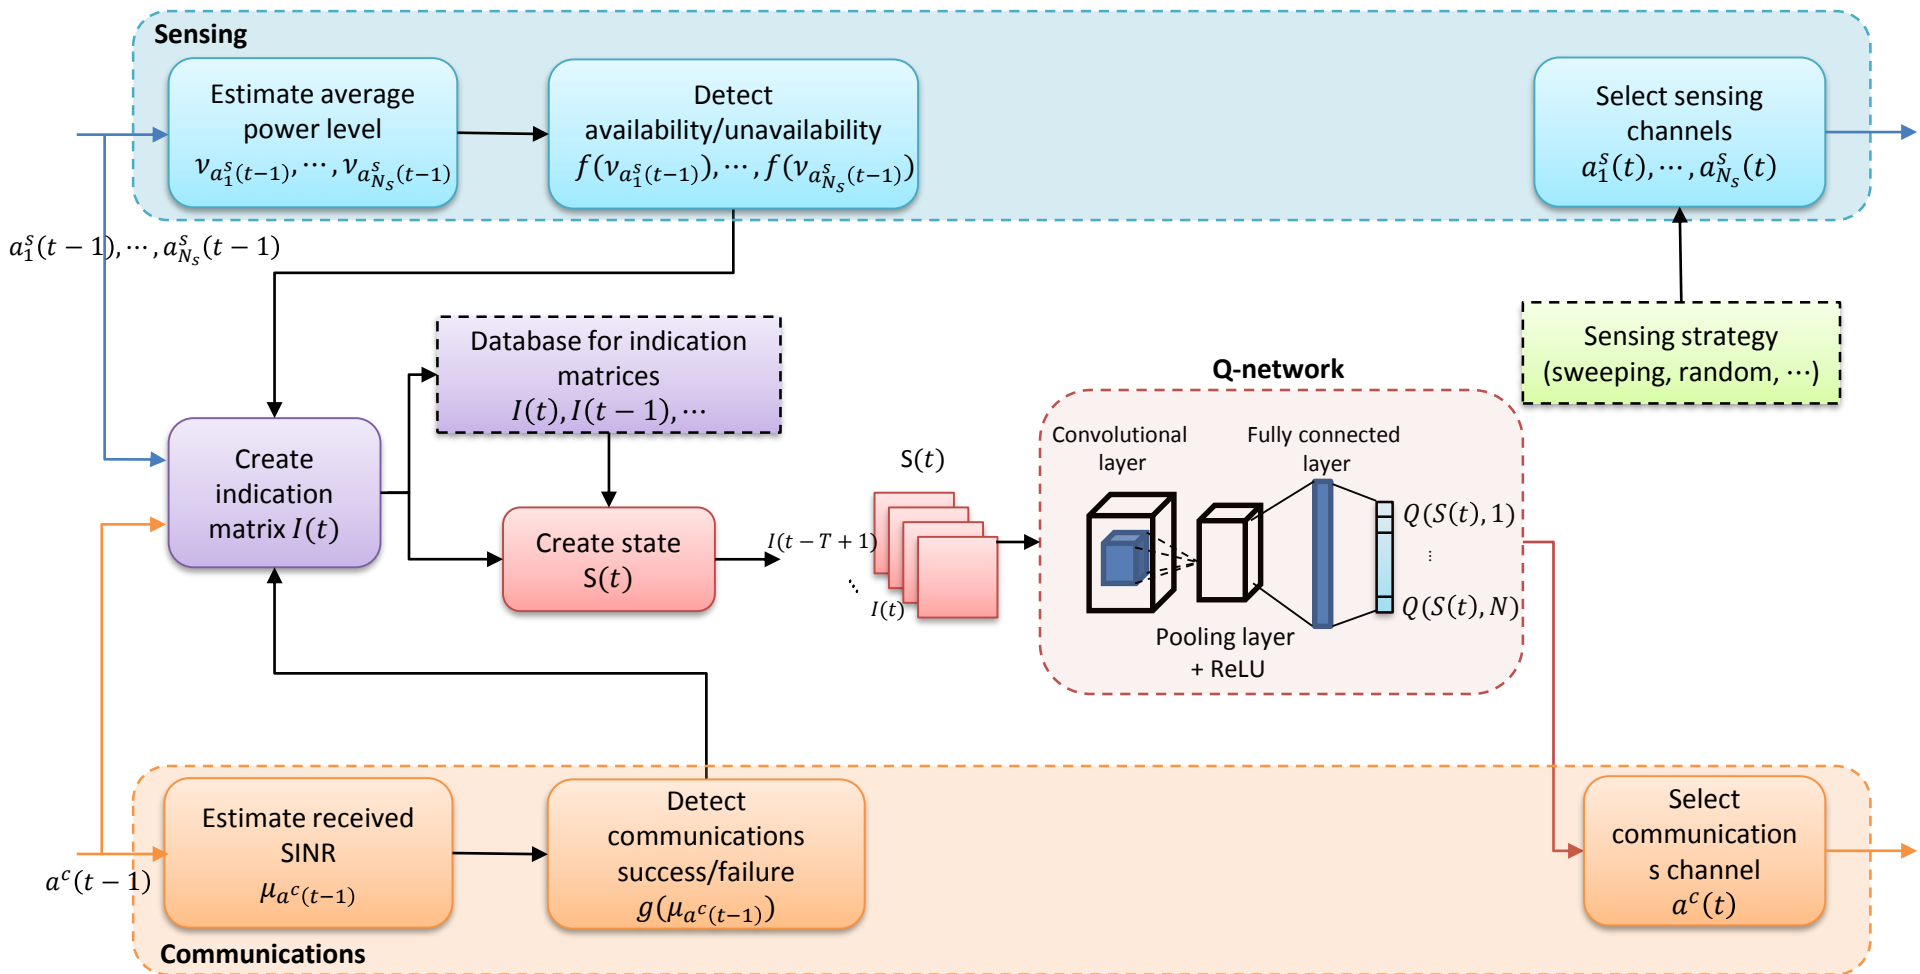 Sensing
Estimate average
power level
ν_{a_1^s(t−1)}, ⋯, ν_{a_{N_s}^s(t−1)}
Detect
availability/unavailability
f(ν_{a_1^s(t−1)}), ⋯, f(ν_{a_{N_s}^s(t−1)})
Select sensing
channels
a_1^s(t), ⋯, a_{N_s}^s(t)
a_1^s(t − 1), ⋯, a_{N_s}^s(t − 1)
Database for indication
matrices
I(t), I(t − 1), ⋯
Sensing strategy
(sweeping, random, ⋯)
Create
indication
matrix I(t)
Create state
S(t)
S(t)
I(t − T + 1)
⋱
I(t)
Q-network
Convolutional
layer
Fully connected
layer
Pooling layer
+ ReLU
Q(S(t), 1)
⋮
Q(S(t), N)
a^c(t − 1)
Estimate received
SINR
μ_{a^c(t−1)}
Detect
communications
success/failure
g(μ_{a^c(t−1)})
Select
communication
s channel
a^c(t)
Communications